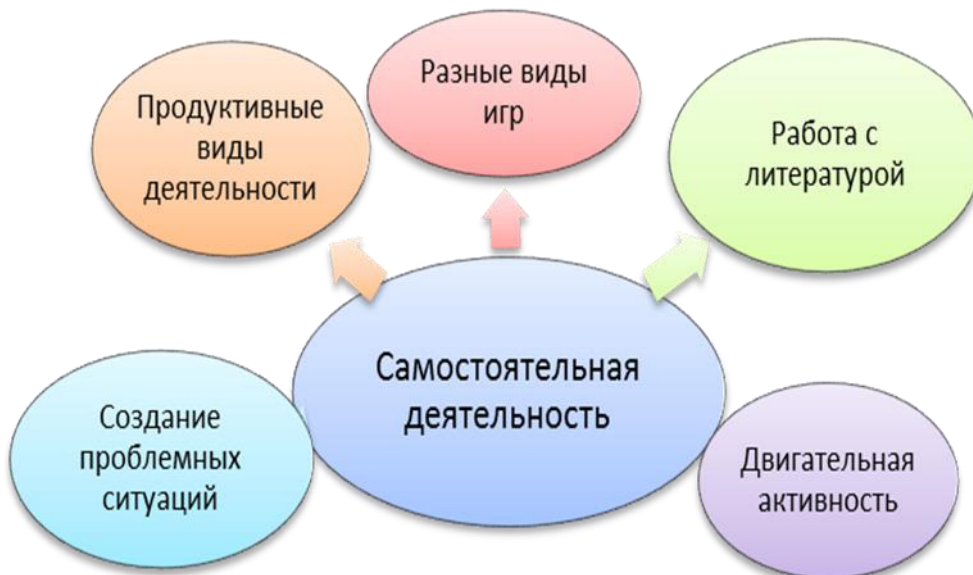 Разные виды
игр
Продуктивные
виды
деятельности
Работа с
литературой
Самостоятельная
деятельность
Создание
проблемных
ситуаций
Двигательная
активность